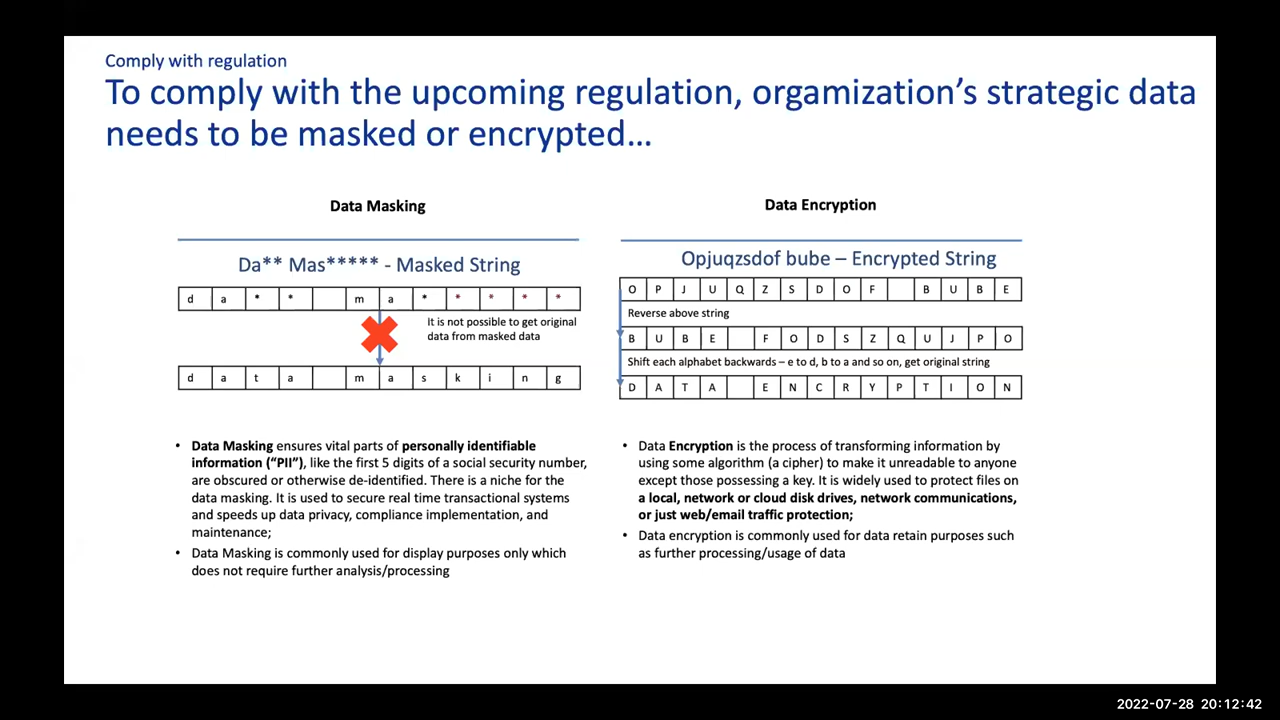 Comply with regulation
To comply with the upcoming regulation, orgamization's strategic data
needs to be masked or encrypted...
Data Masking
Da** Mas***** - Masked String
d a * * m a * * * * *
It is not possible to get original
data from masked data
d a t a m a s k i n g
Data Encryption
Opjuqzsdof bube – Encrypted String
O P J U Q Z S D O F B U B E
Reverse above string
B U B E F O D S Z Q U J P O
Shift each alphabet backwards – e to d, b to a and so on, get original string
D A T A E N C R Y P T I O N
• Data Masking ensures vital parts of personally identifiable
information (“PII”), like the first 5 digits of a social security number,
are obscured or otherwise de-identified. There is a niche for the
data masking. It is used to secure real time transactional systems
and speeds up data privacy, compliance implementation, and
maintenance;
• Data Masking is commonly used for display purposes only which
does not require further analysis/processing
• Data Encryption is the process of transforming information by
using some algorithm (a cipher) to make it unreadable to anyone
except those possessing a key. It is widely used to protect files on
a local, network or cloud disk drives, network communications,
or just web/email traffic protection;
• Data encryption is commonly used for data retain purposes such
as further processing/usage of data
2022-07-28 20:12:42